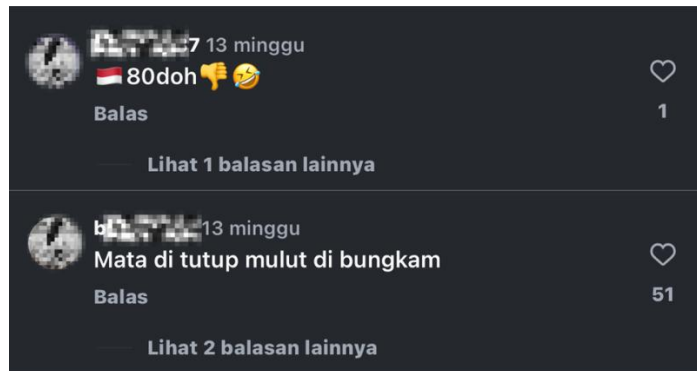 7 13 minggu
🇮🇩80doh👎🤣
Balas
1
Lihat 1 balasan lainnya
b 13 minggu
Mata di tutup mulut di bungkam
Balas
51
Lihat 2 balasan lainnya